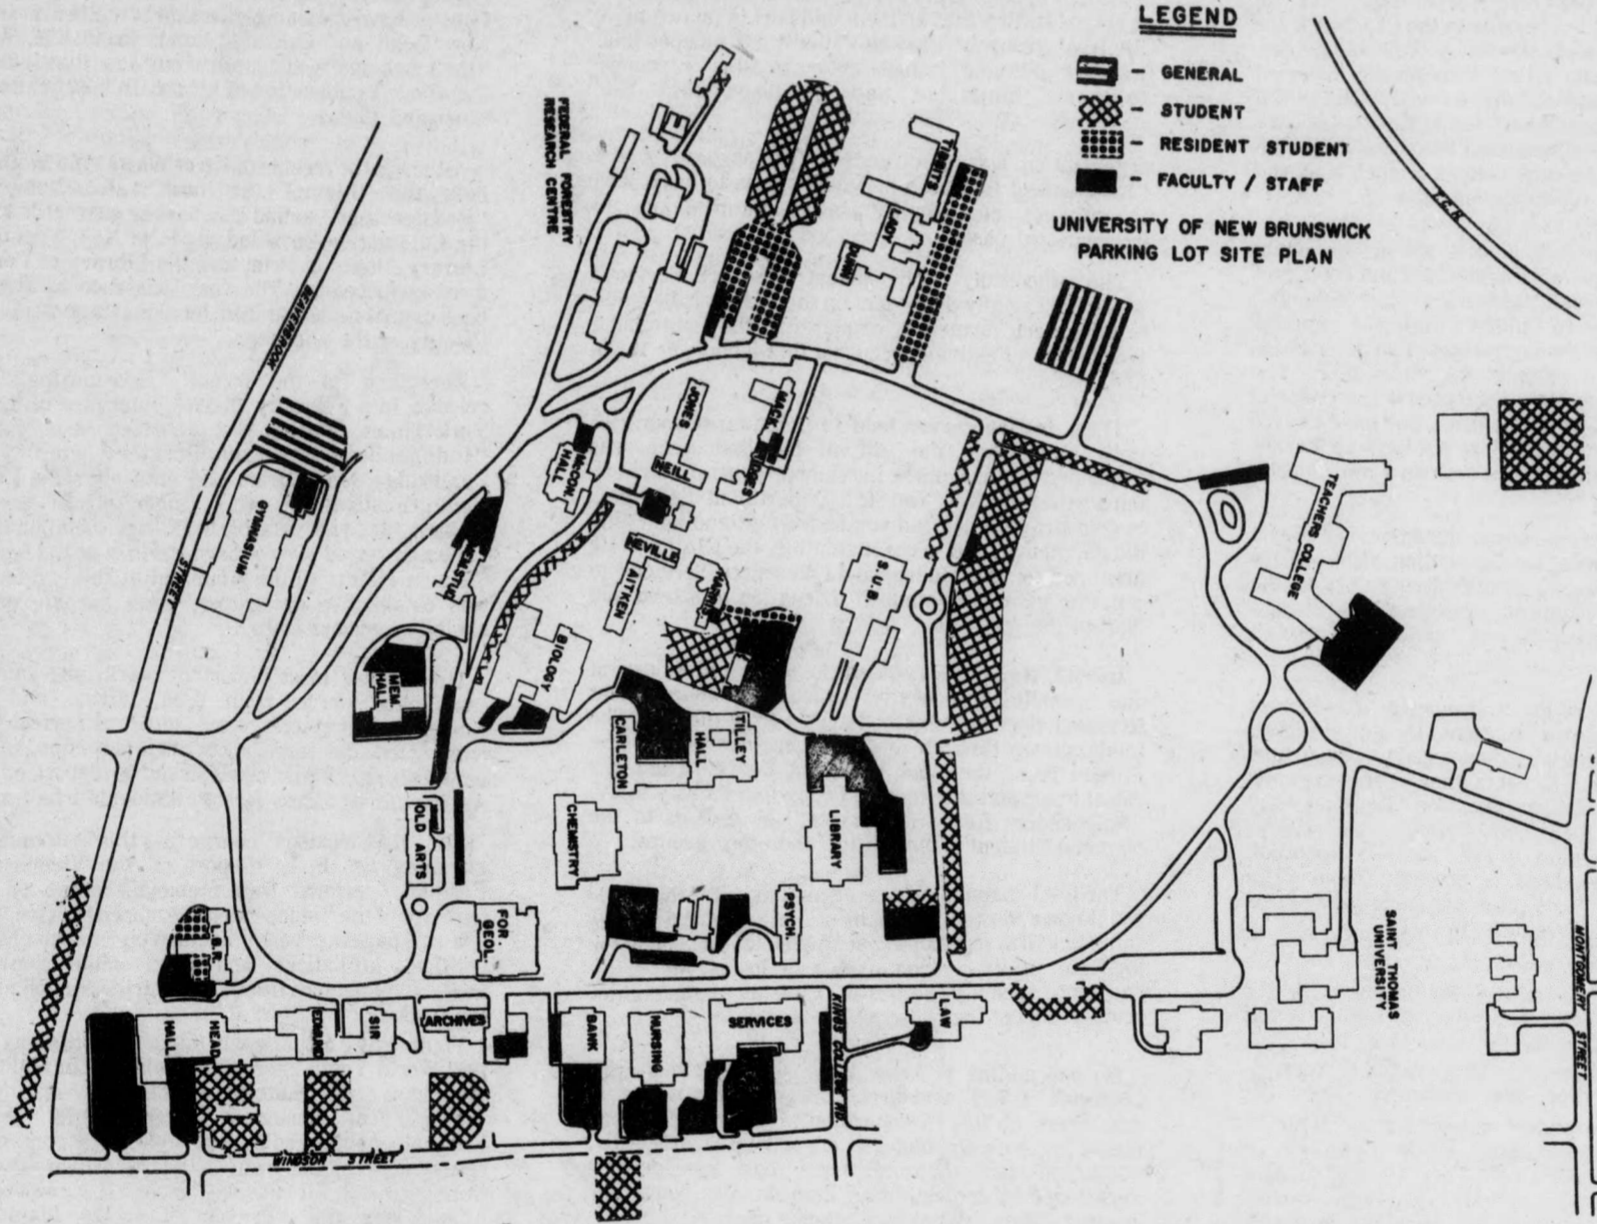 LEGEND
- GENERAL
- STUDENT
- RESIDENT STUDENT
- FACULTY / STAFF
UNIVERSITY OF NEW BRUNSWICK
PARKING LOT SITE PLAN
T.C.H.
FEDERAL FORESTRY
RESEARCH CENTRE
TIBBITS
LADY
DUNN
BEAVERBROOK
STREET
GYMNASIUM
JONES
NEILL
MACK.
BRIDGES
McCON.
HALL
NEVILLE
AITKEN
HARRISON
S.U.B.
TEACHERS COLLEGE
BIOLOGY
MEM.
HALL
CARLETON
TILLEY
HALL
OLD ARTS
CHEMISTRY
LIBRARY
L.B.R.
FOR.
GEOL.
PSYCH
SAINT THOMAS
UNIVERSITY
MONTGOMERY STREET
HEAD
HALL
EDMUND
SIR
ARCHIVES
BANK
NURSING
SERVICES
KINGS COLLEGE RD.
LAW
WINDSOR STREET